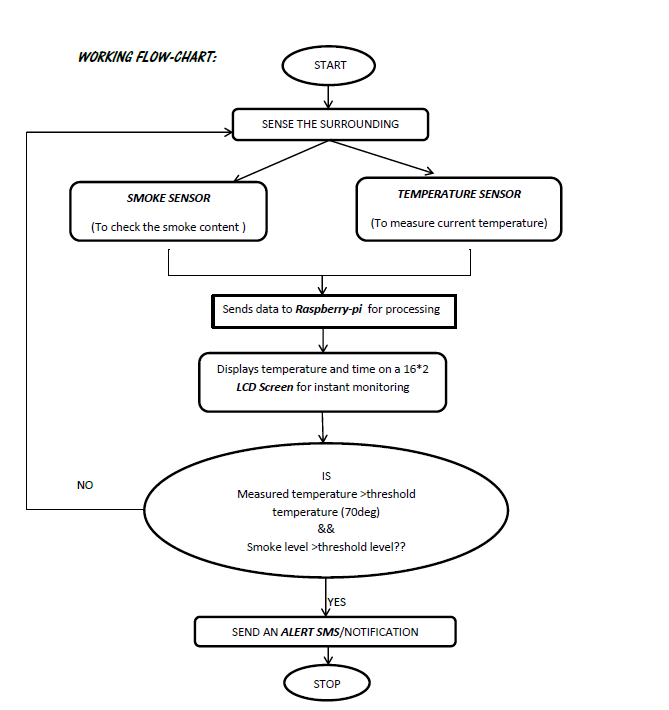 WORKING FLOW-CHART:
START
SENSE THE SURROUNDING
SMOKE SENSOR
(To check the smoke content )
TEMPERATURE SENSOR
(To measure current temperature)
Sends data to Raspberry-pi for processing
Displays temperature and time on a 16*2
LCD Screen for instant monitoring
IS
Measured temperature >threshold
temperature (70deg)
&&
Smoke level >threshold level??
NO
YES
SEND AN ALERT SMS/NOTIFICATION
STOP